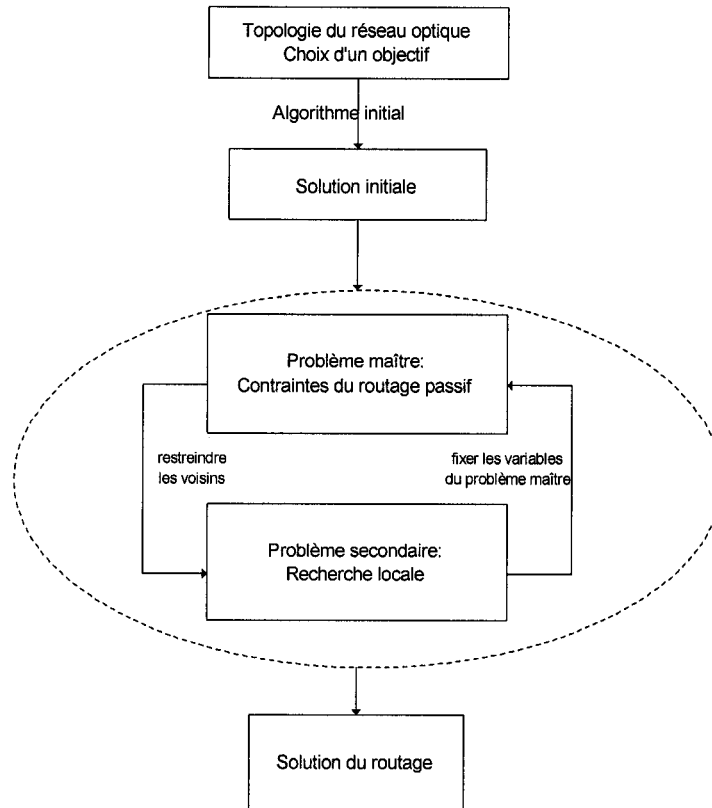 Topologie du réseau optique
Choix d'un objectif
Algorithme initial
Solution initiale
Problème maître:
Contraintes du routage passif
restreindre
les voisins
fixer les variables
du problème maître
Problème secondaire:
Recherche locale
Solution du routage